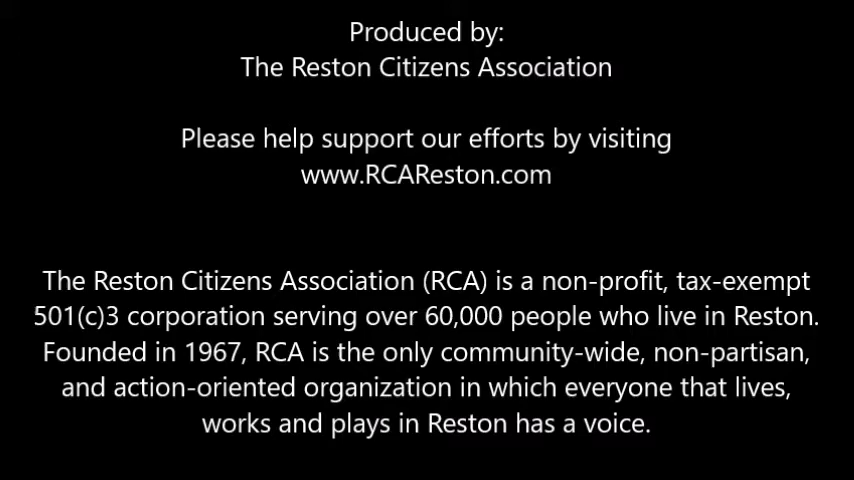 Produced by:
The Reston Citizens Association
Please help support our efforts by visiting
www.RCAReston.com
The Reston Citizens Association (RCA) is a non-profit, tax-exempt
501(c)3 corporation serving over 60,000 people who live in Reston.
Founded in 1967, RCA is the only community-wide, non-partisan,
and action-oriented organization in which everyone that lives,
works and plays in Reston has a voice.